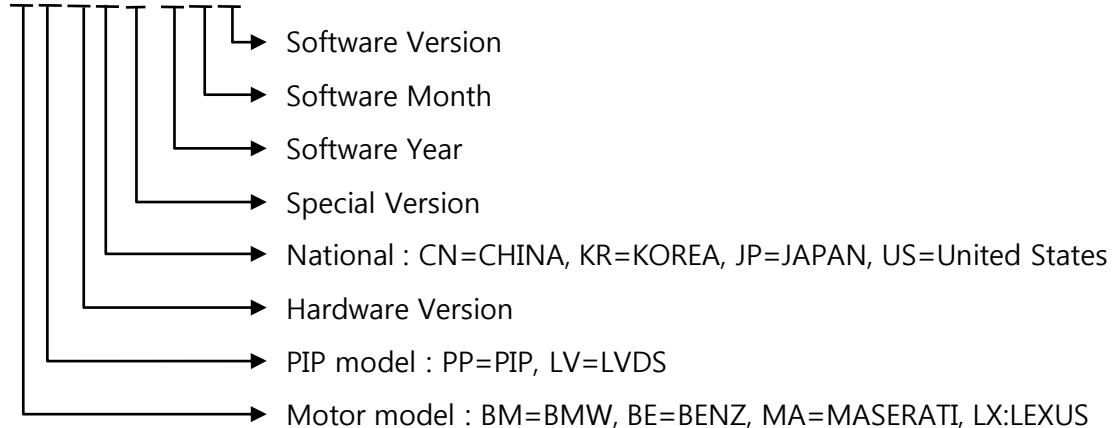 Software Version
Software Month
Software Year
Special Version
National : CN=CHINA, KR=KOREA, JP=JAPAN, US=United States
Hardware Version
PIP model : PP=PIP, LV=LVDS
Motor model : BM=BMW, BE=BENZ, MA=MASERATI, LX:LEXUS